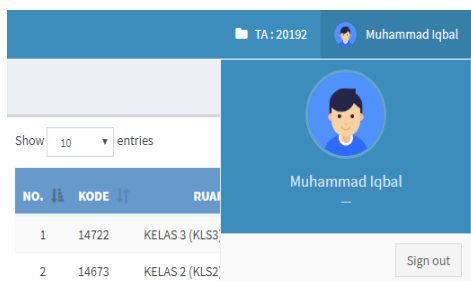 TA : 20192 Muhammad Iqbal
Muhammad Iqbal
—
Show 10 entries
NO. KODE
1 14722 KELAS 3 (KLS3)
2 14673 KELAS 2 (KLS2)
Sign out